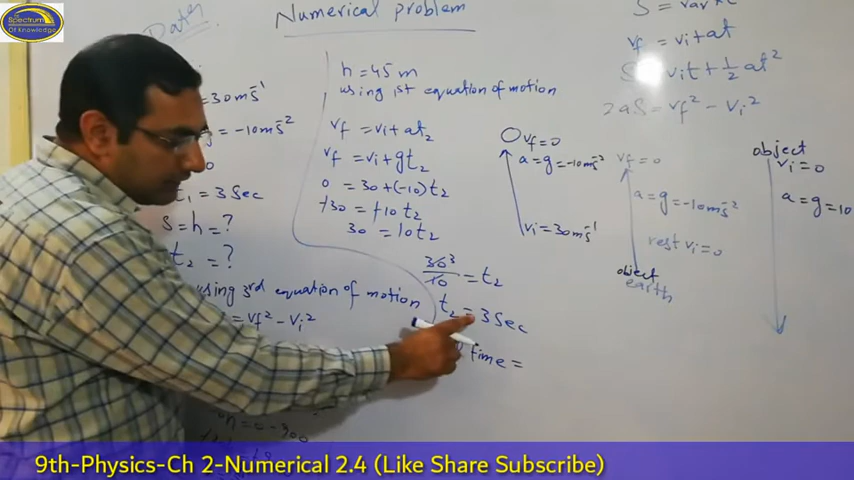 The Spectrum
Of Knowledge
Date
Numerical problem
30 ms⁻¹
= -10 ms⁻²
t₁ = 3 Sec
S = h = ?
t₂ = ?
using 3rd equation of motion
= vf² - vi²
h = 45 m
using 1st equation of motion
vf = vi + at₂
vf = vi + gt₂
0 = 30 + (-10) t₂
+30 = +10 t₂
30 = 10 t₂
30 3
10 = t₂
t₂ = 3 Sec
time =
vf = 0
a = g = -10 ms⁻²
vi = 30 ms⁻¹
vf = vi + at
S = vit + 1/2 at²
2aS = vf² - vi²
vf = 0
a = g = -10 ms⁻²
rest vi = 0
object
earth
object
vi = 0
a = g = 10
9th-Physics-Ch 2-Numerical 2.4 (Like Share Subscribe)